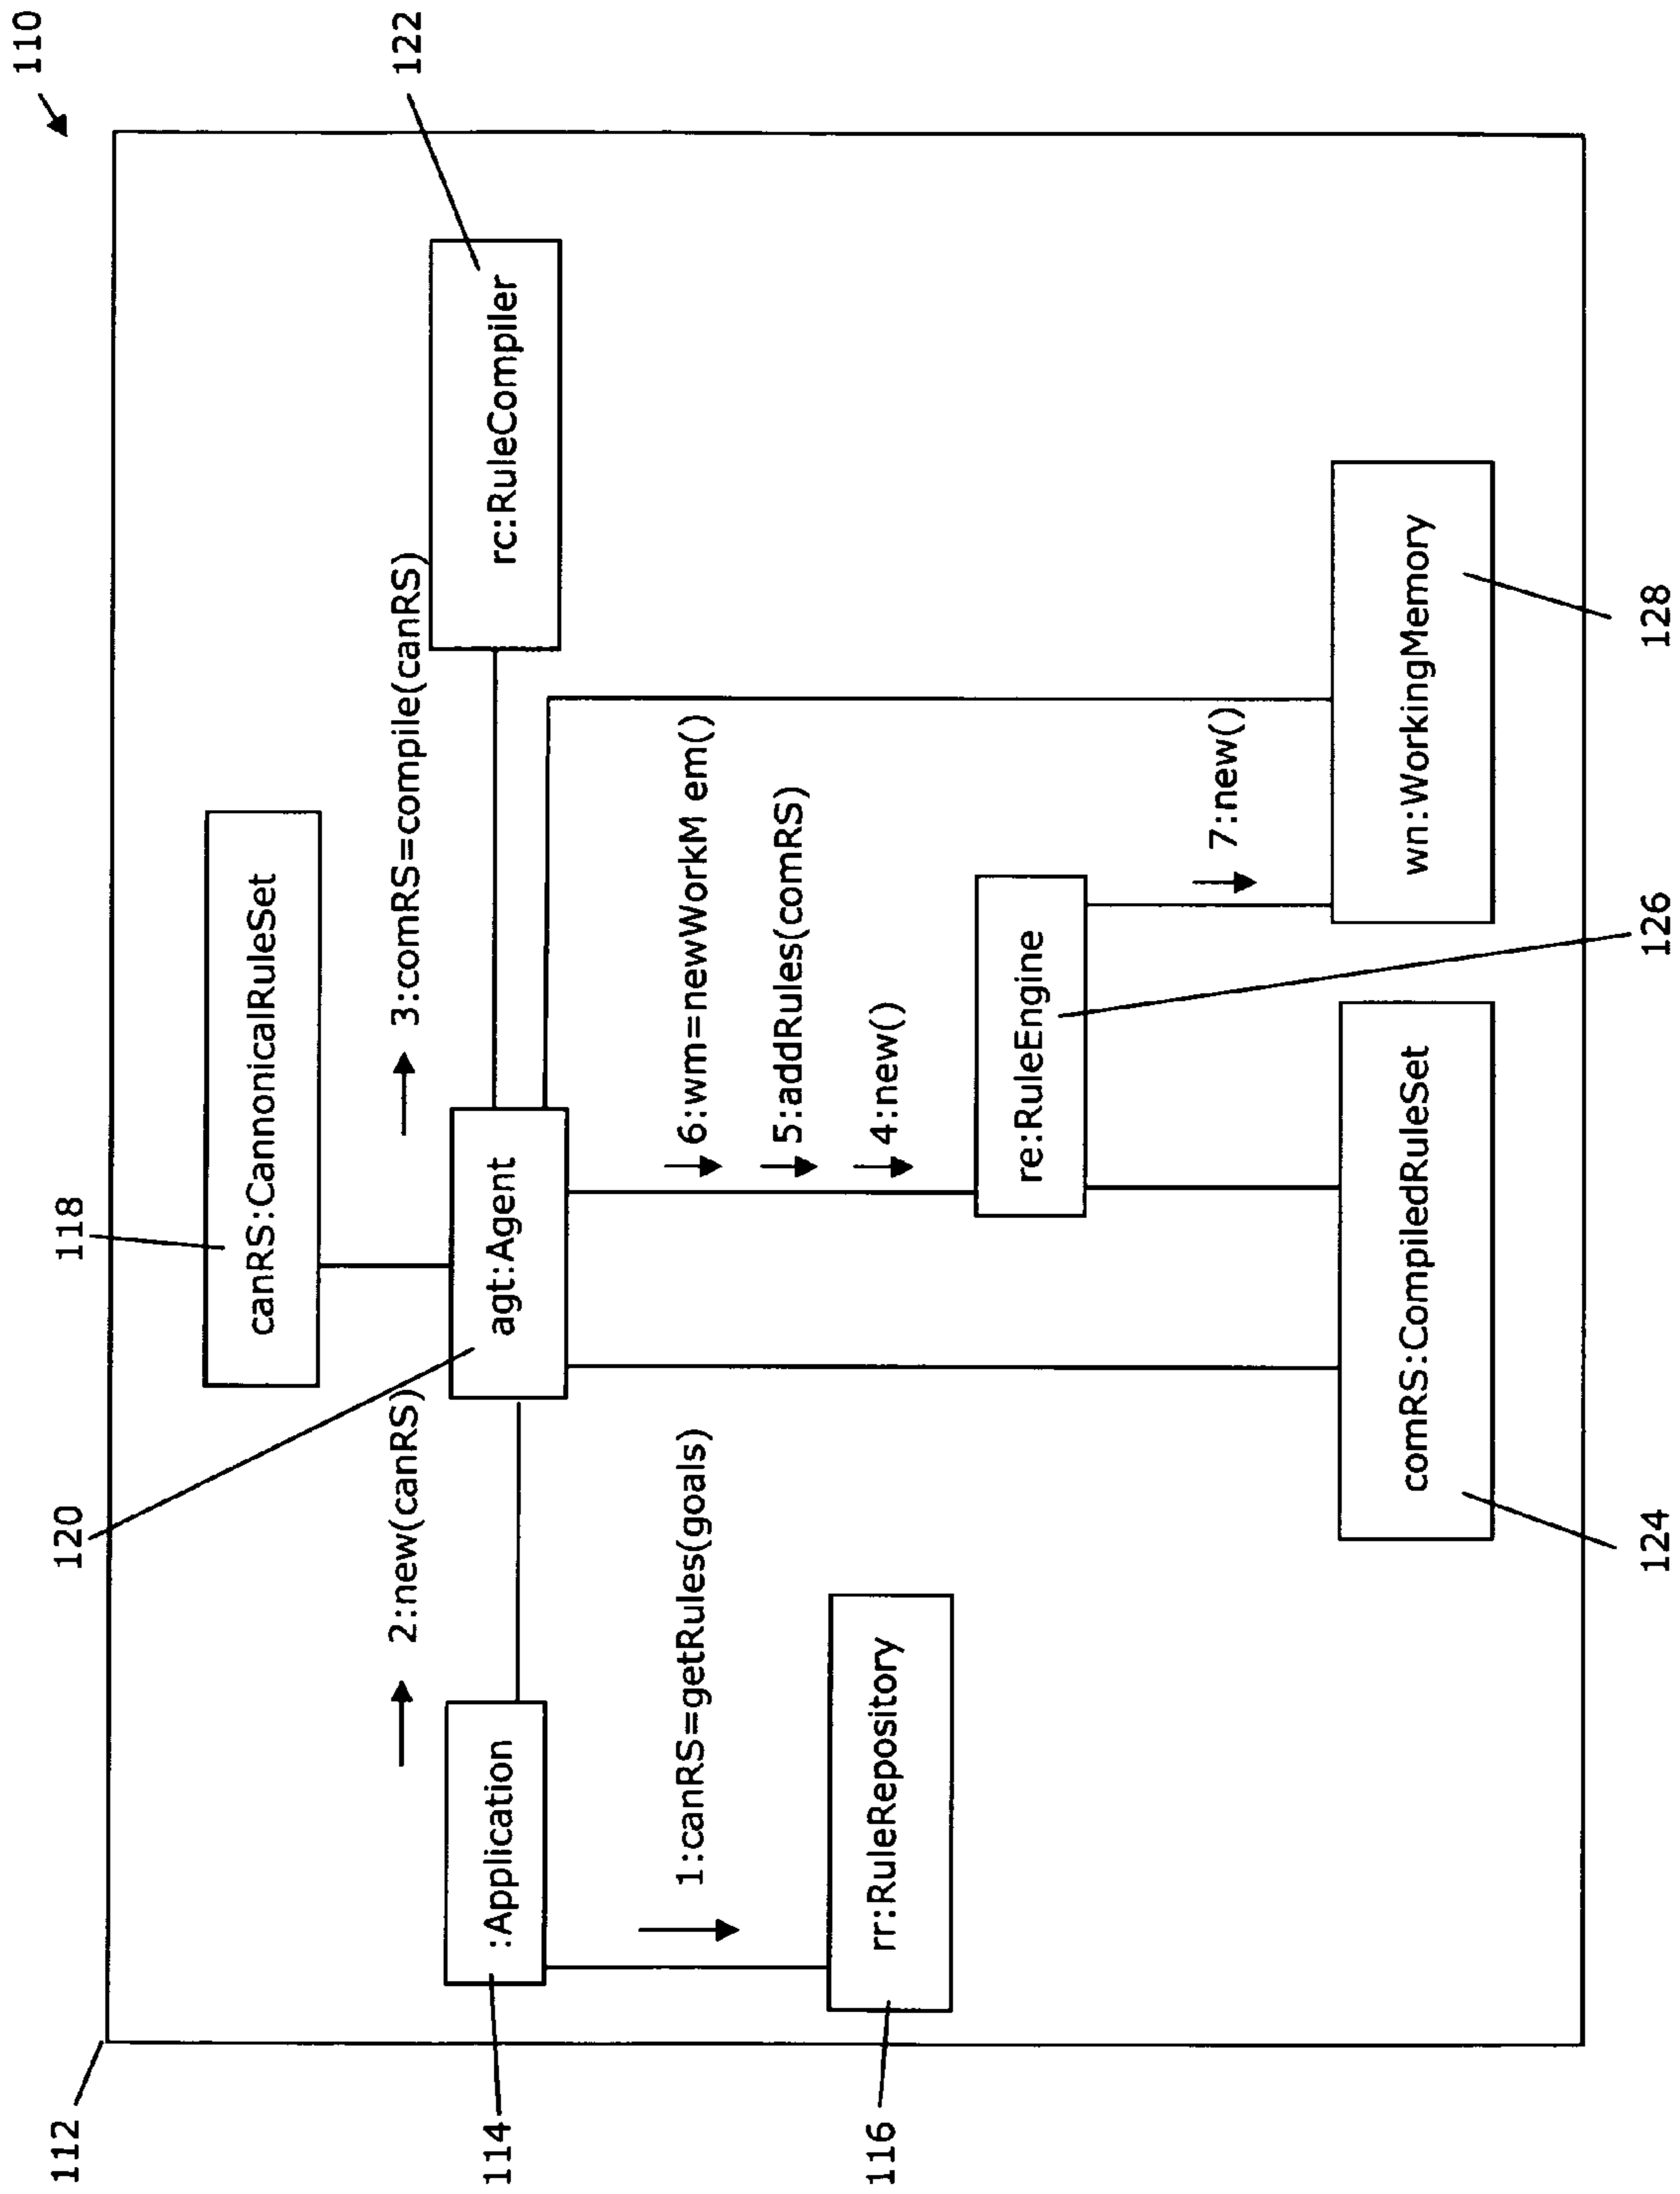 110
112
118
canRS:CannonicalRuleSet
120
2:new(canRS)
3:comRS=compile(canRS)
122
114
:Application
agt:Agent
rc:RuleCompiler
1:canRS=getRules(goals)
6:wm=newWorkM em()
5:addRules(comRS)
4:new()
116
rr:RuleRepository
re:RuleEngine
7:new()
comRS:CompiledRuleSet
wn:WorkingMemory
124
126
128